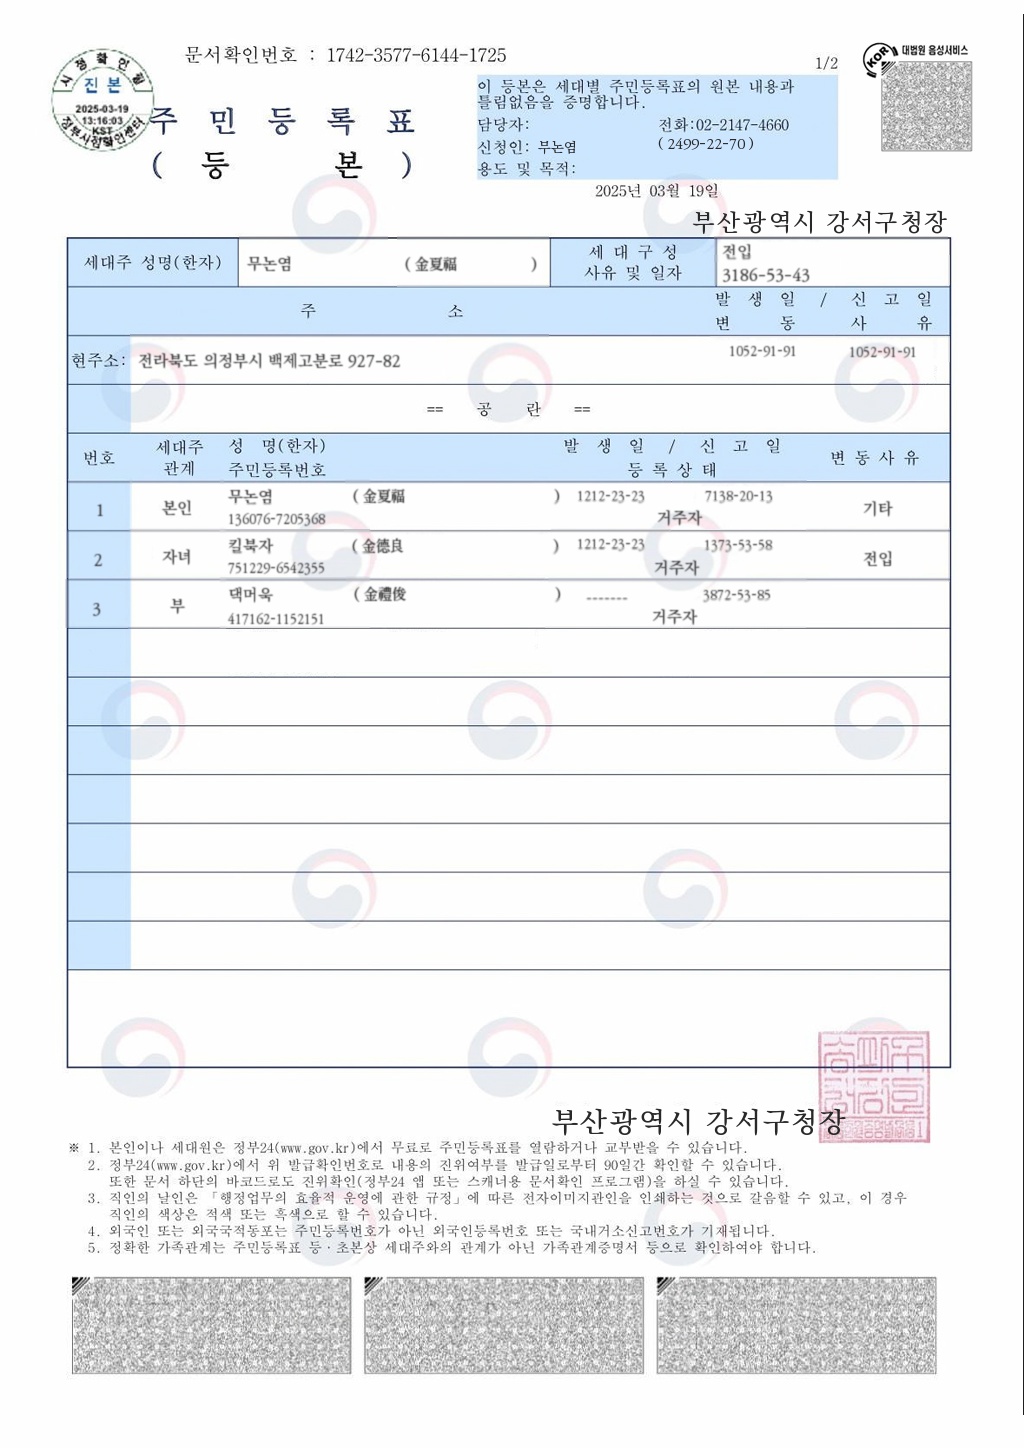 문서확인번호 : 1742-3577-6144-1725
1/2
대법원 음성서비스
KOR
시정확인필
진본
2025-03-19
13:16:03
KST
주 민 등 록 표
( 등 본 )
이 등본은 세대별 주민등록표의 원본 내용과
틀림없음을 증명합니다.
담당자: 전화:02-2147-4660
신청인: 부논염 ( 2499-22-70 )
용도 및 목적:
2025년 03월 19일
부산광역시 강서구청장
세대주 성명(한자) 무논염 ( 金夏福 ) 세 대 구 성 전입
사유 및 일자 3186-53-43
주 소 발 생 일 / 신 고 일
변 동 사 유
현주소: 전라북도 의정부시 백제고분로 927-82 1052-91-91 1052-91-91
== 공 란 ==
번호 세대주 성 명(한자) 발 생 일 / 신 고 일 변 동 사 유
관계 주민등록번호 등 록 상 태
1 본인 무논염 ( 金夏福 ) 1212-23-23 7138-20-13 기타
136076-7205368 거주자
2 자녀 킬북자 ( 金德良 ) 1212-23-23 1373-53-58 전입
751229-6542355 거주자
3 부 댁머욱 ( 金禮俊 ) ------- 3872-53-85
417162-1152151 거주자
부산광역시 강서구청장
※ 1. 본인이나 세대원은 정부24(www.gov.kr)에서 무료로 주민등록표를 열람하거나 교부받을 수 있습니다.
2. 정부24(www.gov.kr)에서 위 발급확인번호로 내용의 진위여부를 발급일로부터 90일간 확인할 수 있습니다.
또한 문서 하단의 바코드로도 진위확인(정부24 앱 또는 스캐너용 문서확인 프로그램)을 하실 수 있습니다.
3. 직인의 날인은 「행정업무의 효율적 운영에 관한 규정」에 따른 전자이미지관인을 인쇄하는 것으로 갈음할 수 있고, 이 경우
직인의 색상은 적색 또는 흑색으로 할 수 있습니다.
4. 외국인 또는 외국국적동포는 주민등록번호가 아닌 외국인등록번호 또는 국내거소신고번호가 기재됩니다.
5. 정확한 가족관계는 주민등록표 등·초본상 세대주와의 관계가 아닌 가족관계증명서 등으로 확인하여야 합니다.